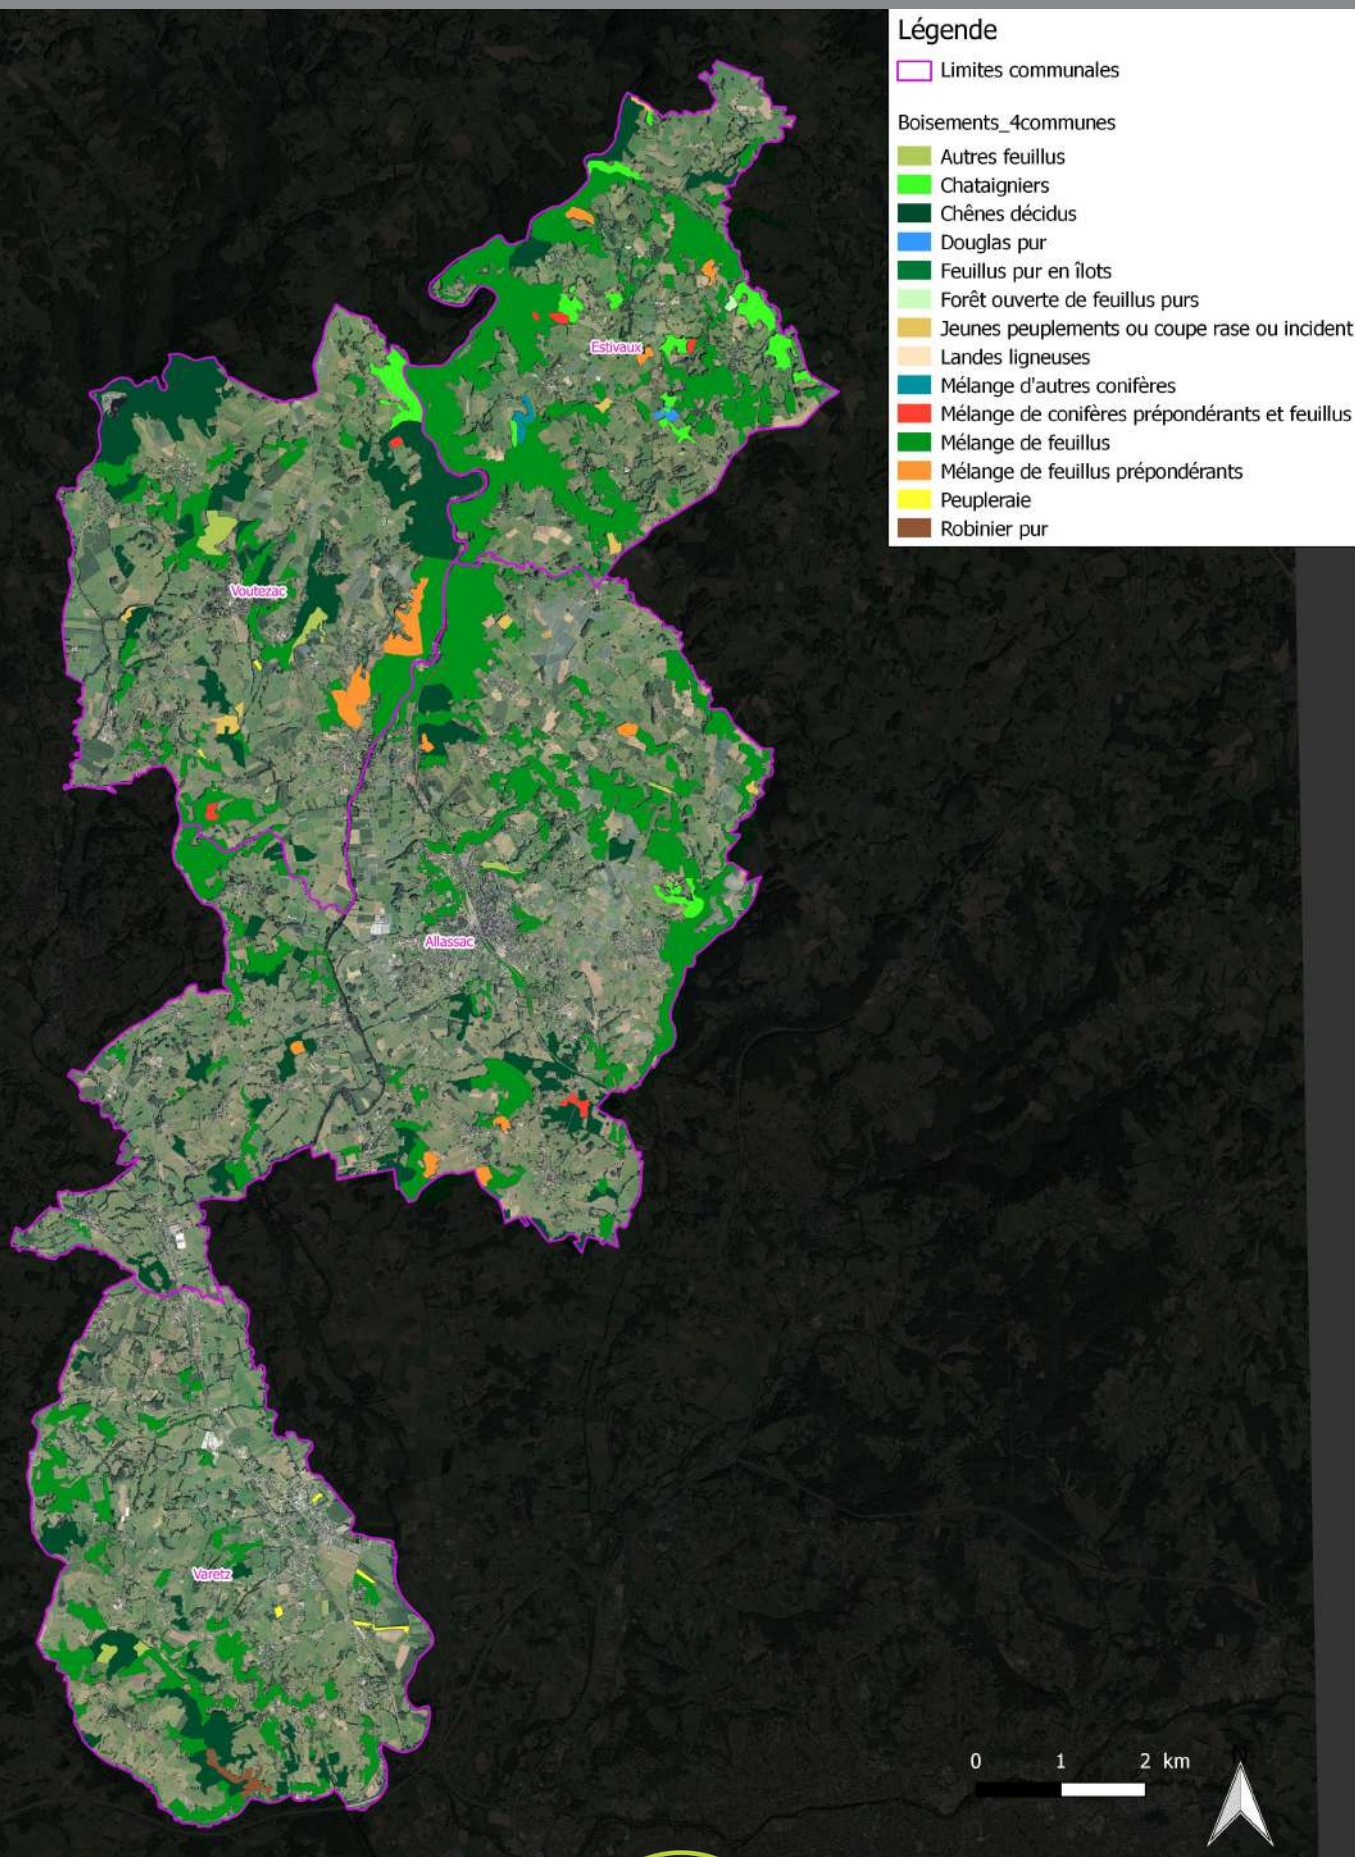 Légende
Limites communales
Boisements_4communes
Autres feuillus
Chataigniers
Chênes décidus
Douglas pur
Feuillus pur en îlots
Forêt ouverte de feuillus purs
Jeunes peuplements ou coupe rase ou incident
Landes ligneuses
Mélange d'autres conifères
Mélange de conifères prépondérants et feuillus
Mélange de feuillus
Mélange de feuillus prépondérants
Peupleraie
Robinier pur
Estivaux
Voutezac
Allassac
Varetz
0 1 2 km
N